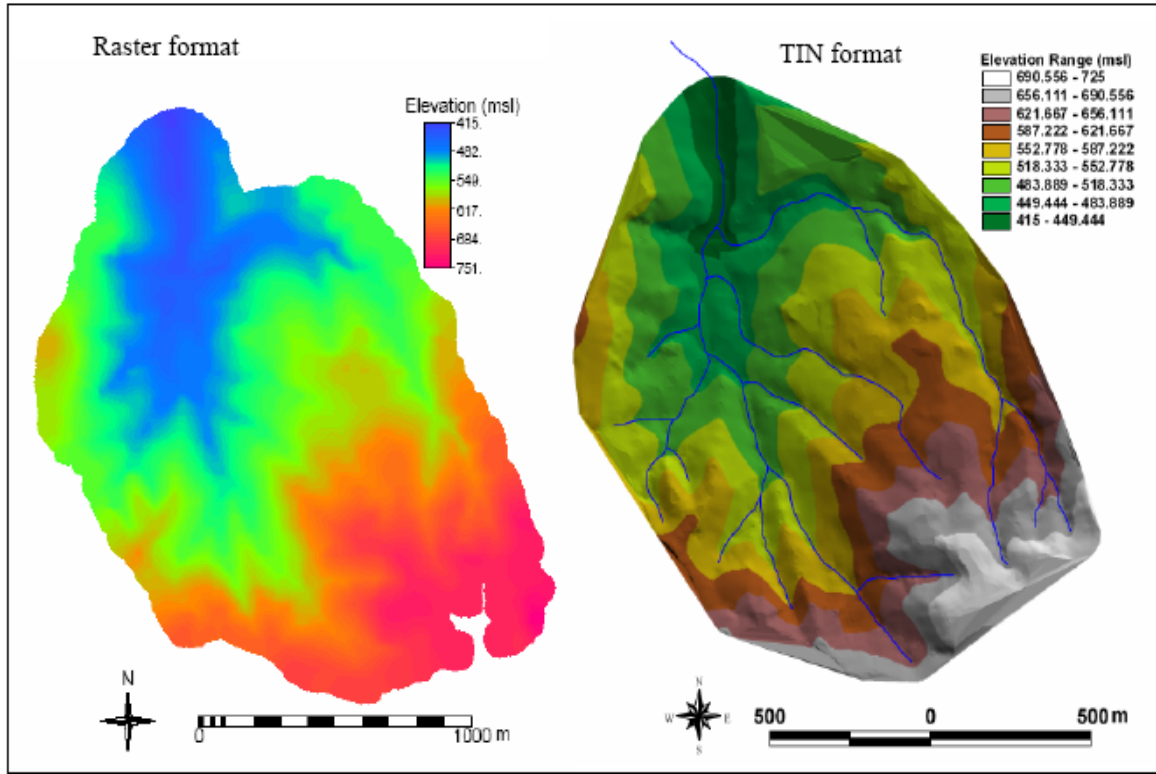 Raster format
Elevation (msl)
415.
482.
549.
617.
684.
751.
N
0 1000 m
TIN format
Elevation Range (msl)
690.556 - 725
656.111 - 690.556
621.667 - 656.111
587.222 - 621.667
552.778 - 587.222
518.333 - 552.778
483.889 - 518.333
449.444 - 483.889
415 - 449.444
N
W E
S
500 0 500 m